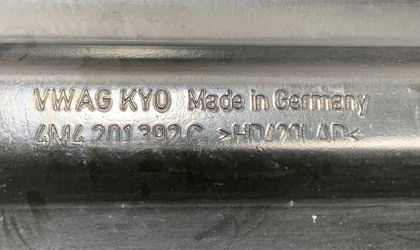 VWAG KYO Made in Germany
4M4 201 392 C >HD420LAD<